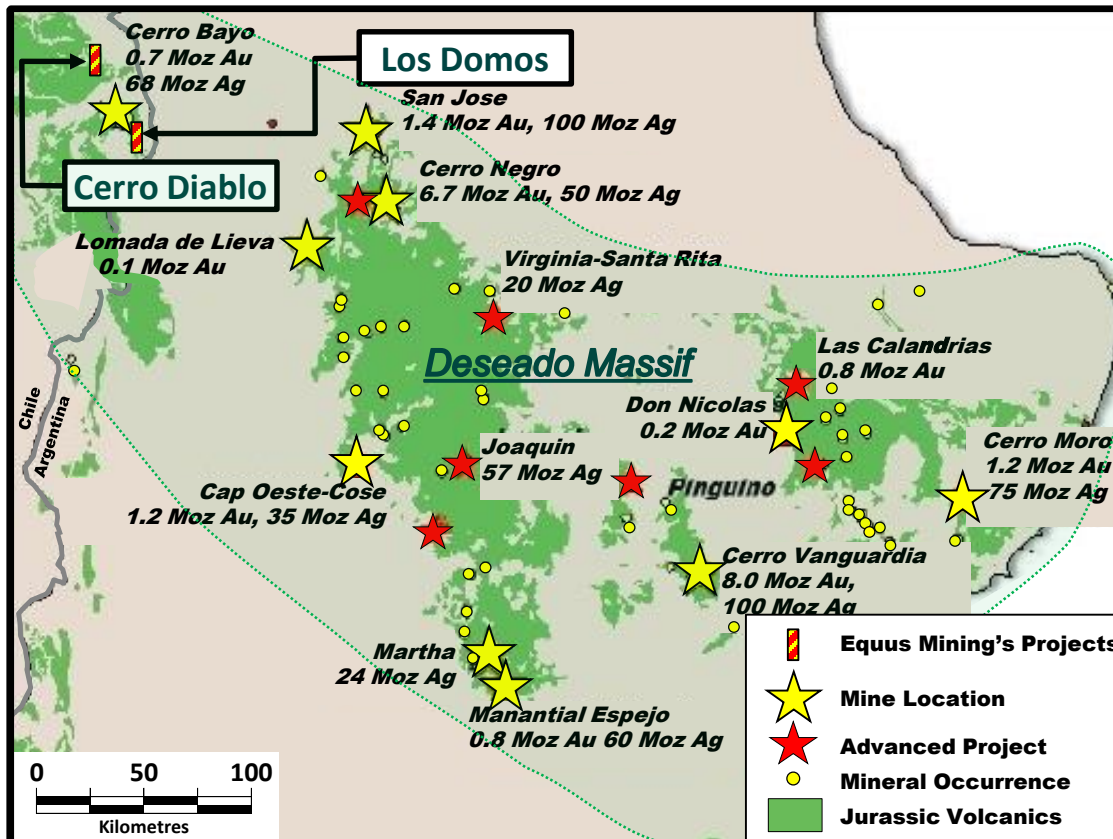 Cerro Bayo
0.7 Moz Au
68 Moz Ag
Los Domos
San Jose
1.4 Moz Au, 100 Moz Ag
Cerro Diablo
Cerro Negro
6.7 Moz Au, 50 Moz Ag
Lomada de Lieva
0.1 Moz Au
Virginia-Santa Rita
20 Moz Ag
Deseado Massif
Las Calandrias
0.8 Moz Au
Chile
Argentina
Don Nicolas
0.2 Moz Au
Cerro Moro
1.2 Moz Au
75 Moz Ag
Joaquin
57 Moz Ag
Pinguino
Cap Oeste-Cose
1.2 Moz Au, 35 Moz Ag
Cerro Vanguardia
8.0 Moz Au,
100 Moz Ag
Martha
24 Moz Ag
Manantial Espejo
0.8 Moz Au 60 Moz Ag
Equus Mining's Projects
Mine Location
Advanced Project
Mineral Occurrence
Jurassic Volcanics
0 50 100
Kilometres